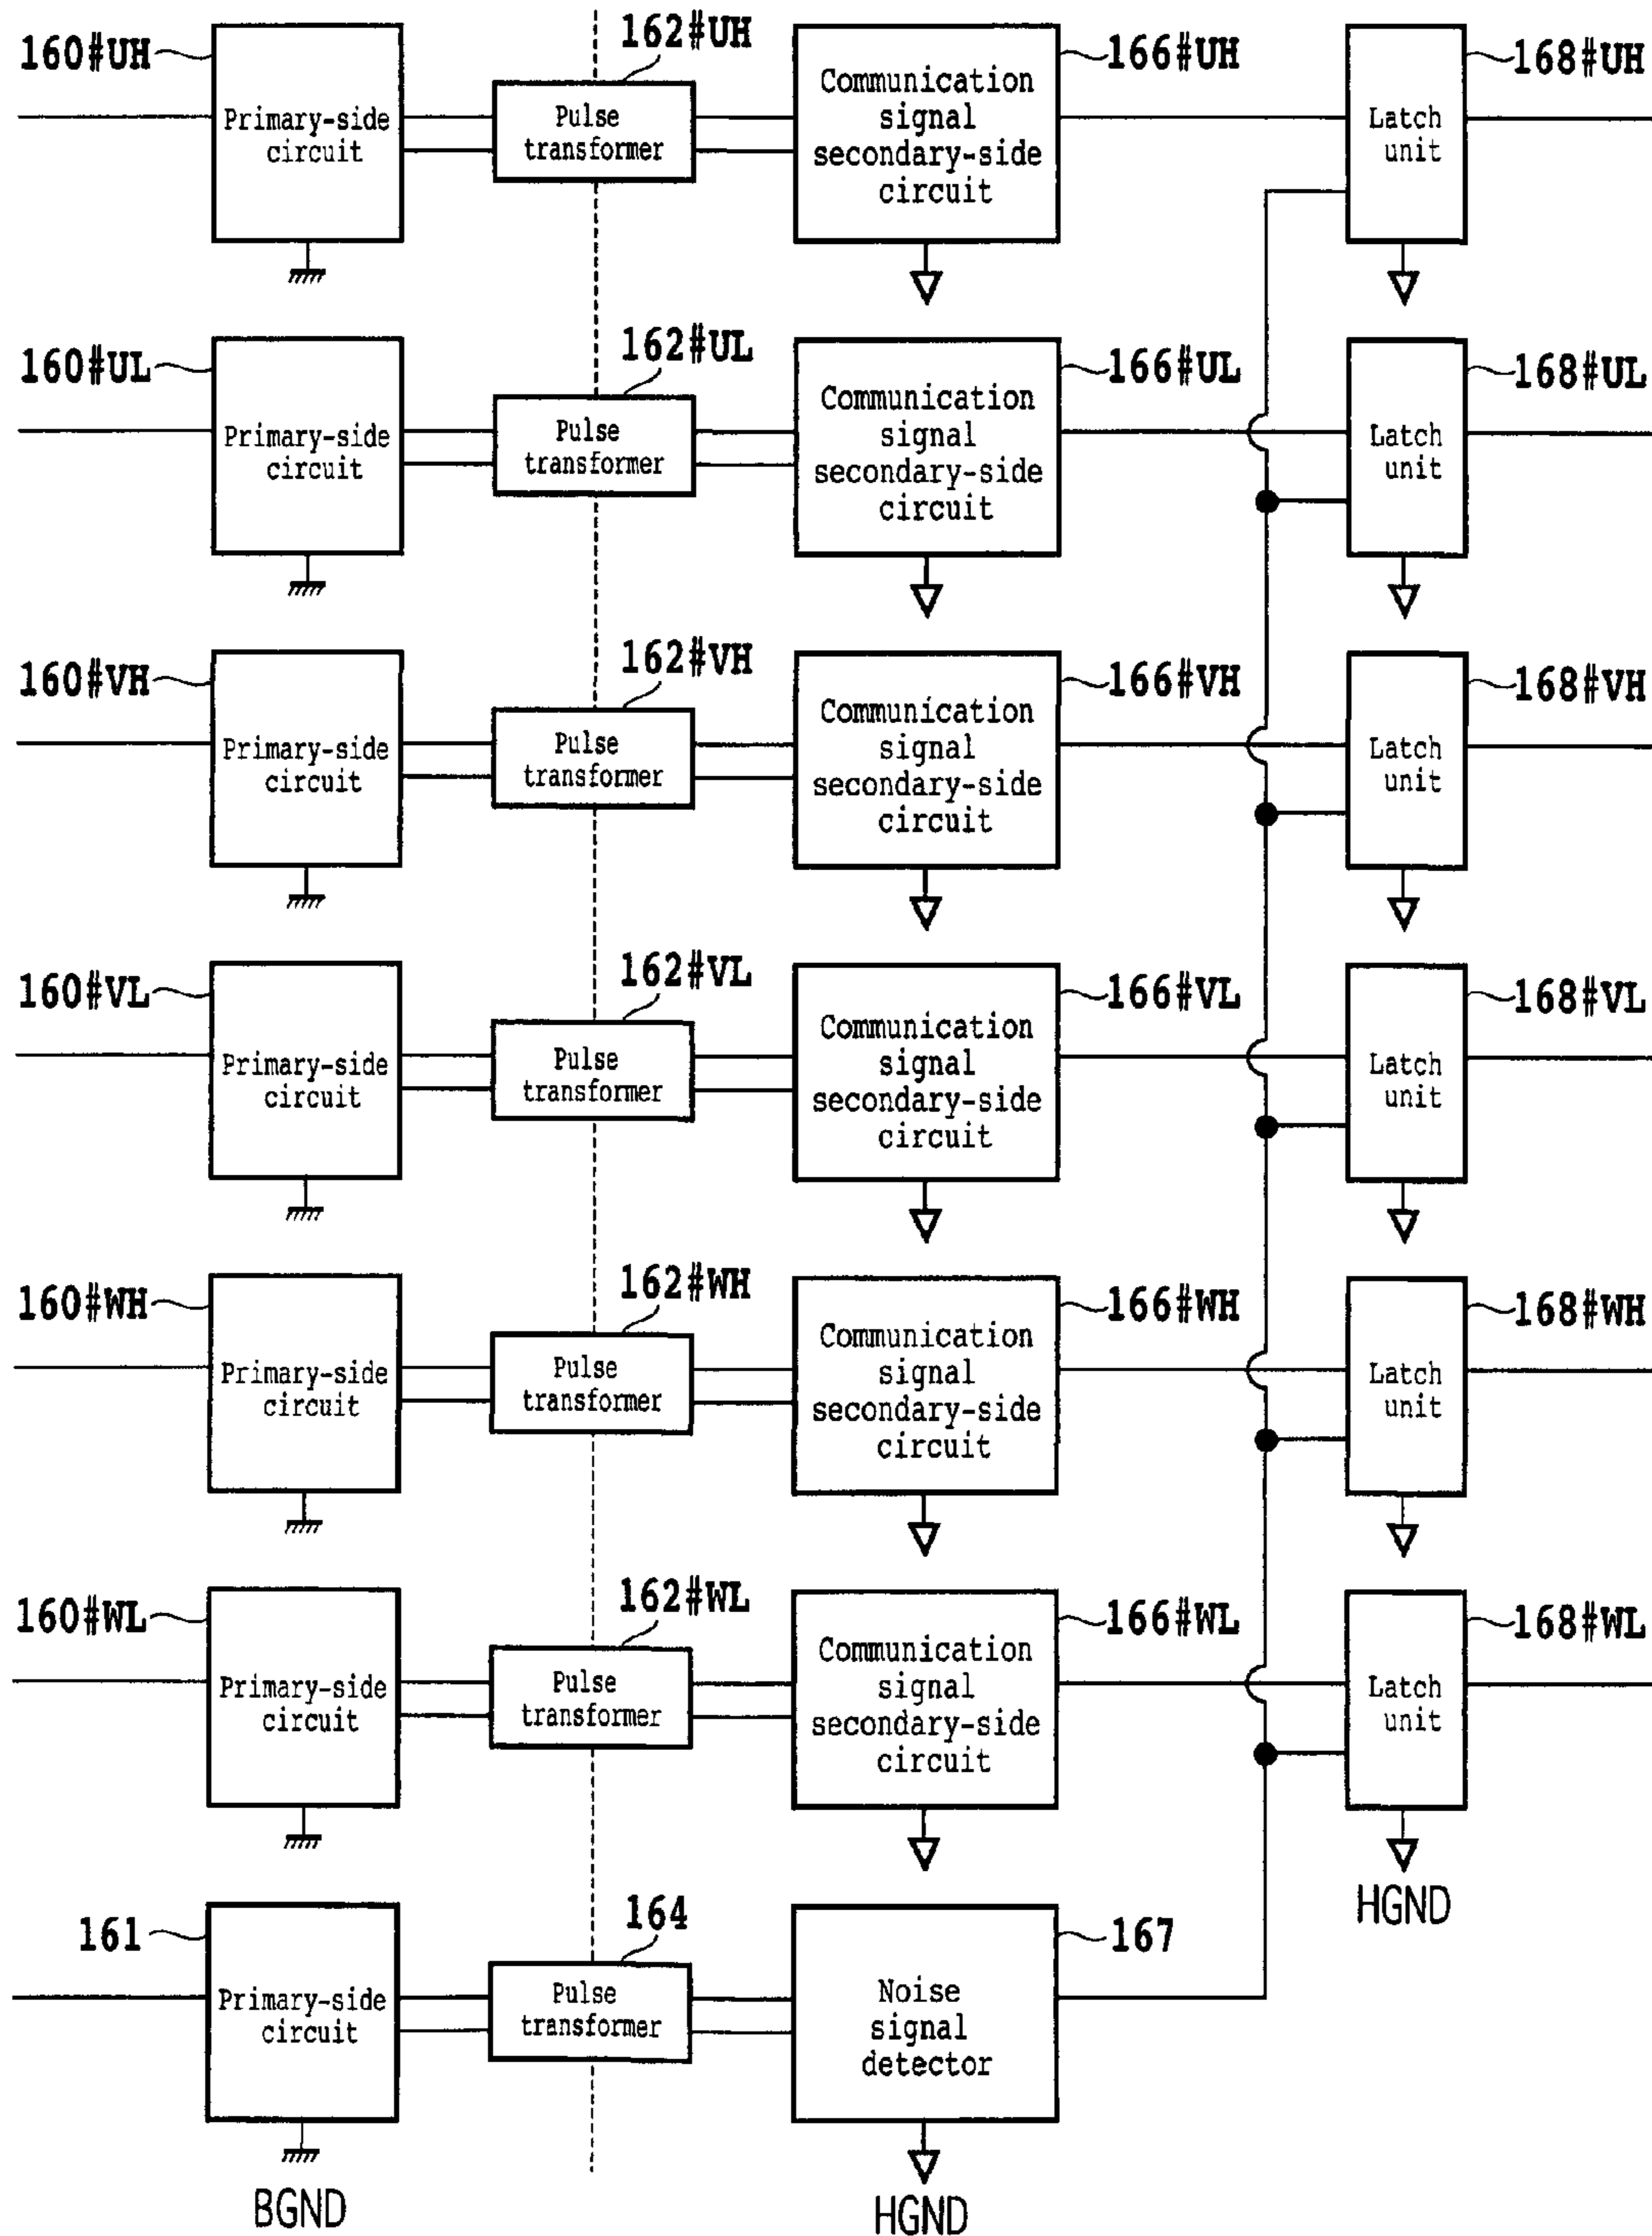 160#UH
162#UH
166#UH
168#UH
Primary-side
circuit
Pulse
transformer
Communication
signal
secondary-side
circuit
Latch
unit
160#UL
162#UL
166#UL
168#UL
Primary-side
circuit
Pulse
transformer
Communication
signal
secondary-side
circuit
Latch
unit
160#VH
162#VH
166#VH
168#VH
Primary-side
circuit
Pulse
transformer
Communication
signal
secondary-side
circuit
Latch
unit
160#VL
162#VL
166#VL
168#VL
Primary-side
circuit
Pulse
transformer
Communication
signal
secondary-side
circuit
Latch
unit
160#WH
162#WH
166#WH
168#WH
Primary-side
circuit
Pulse
transformer
Communication
signal
secondary-side
circuit
Latch
unit
160#WL
162#WL
166#WL
168#WL
Primary-side
circuit
Pulse
transformer
Communication
signal
secondary-side
circuit
Latch
unit
HGND
161
164
167
Primary-side
circuit
Pulse
transformer
Noise
signal
detector
BGND
HGND